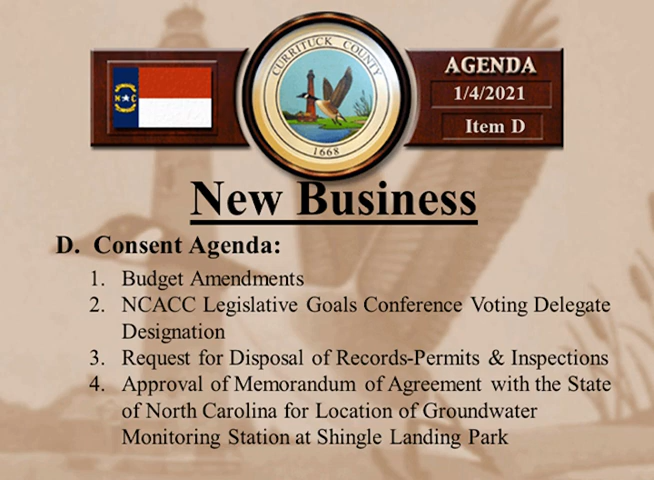 CURRITUCK COUNTY
1668
N C
AGENDA
1/4/2021
Item D
New Business
D. Consent Agenda:
1. Budget Amendments
2. NCACC Legislative Goals Conference Voting Delegate
Designation
3. Request for Disposal of Records-Permits & Inspections
4. Approval of Memorandum of Agreement with the State
of North Carolina for Location of Groundwater
Monitoring Station at Shingle Landing Park